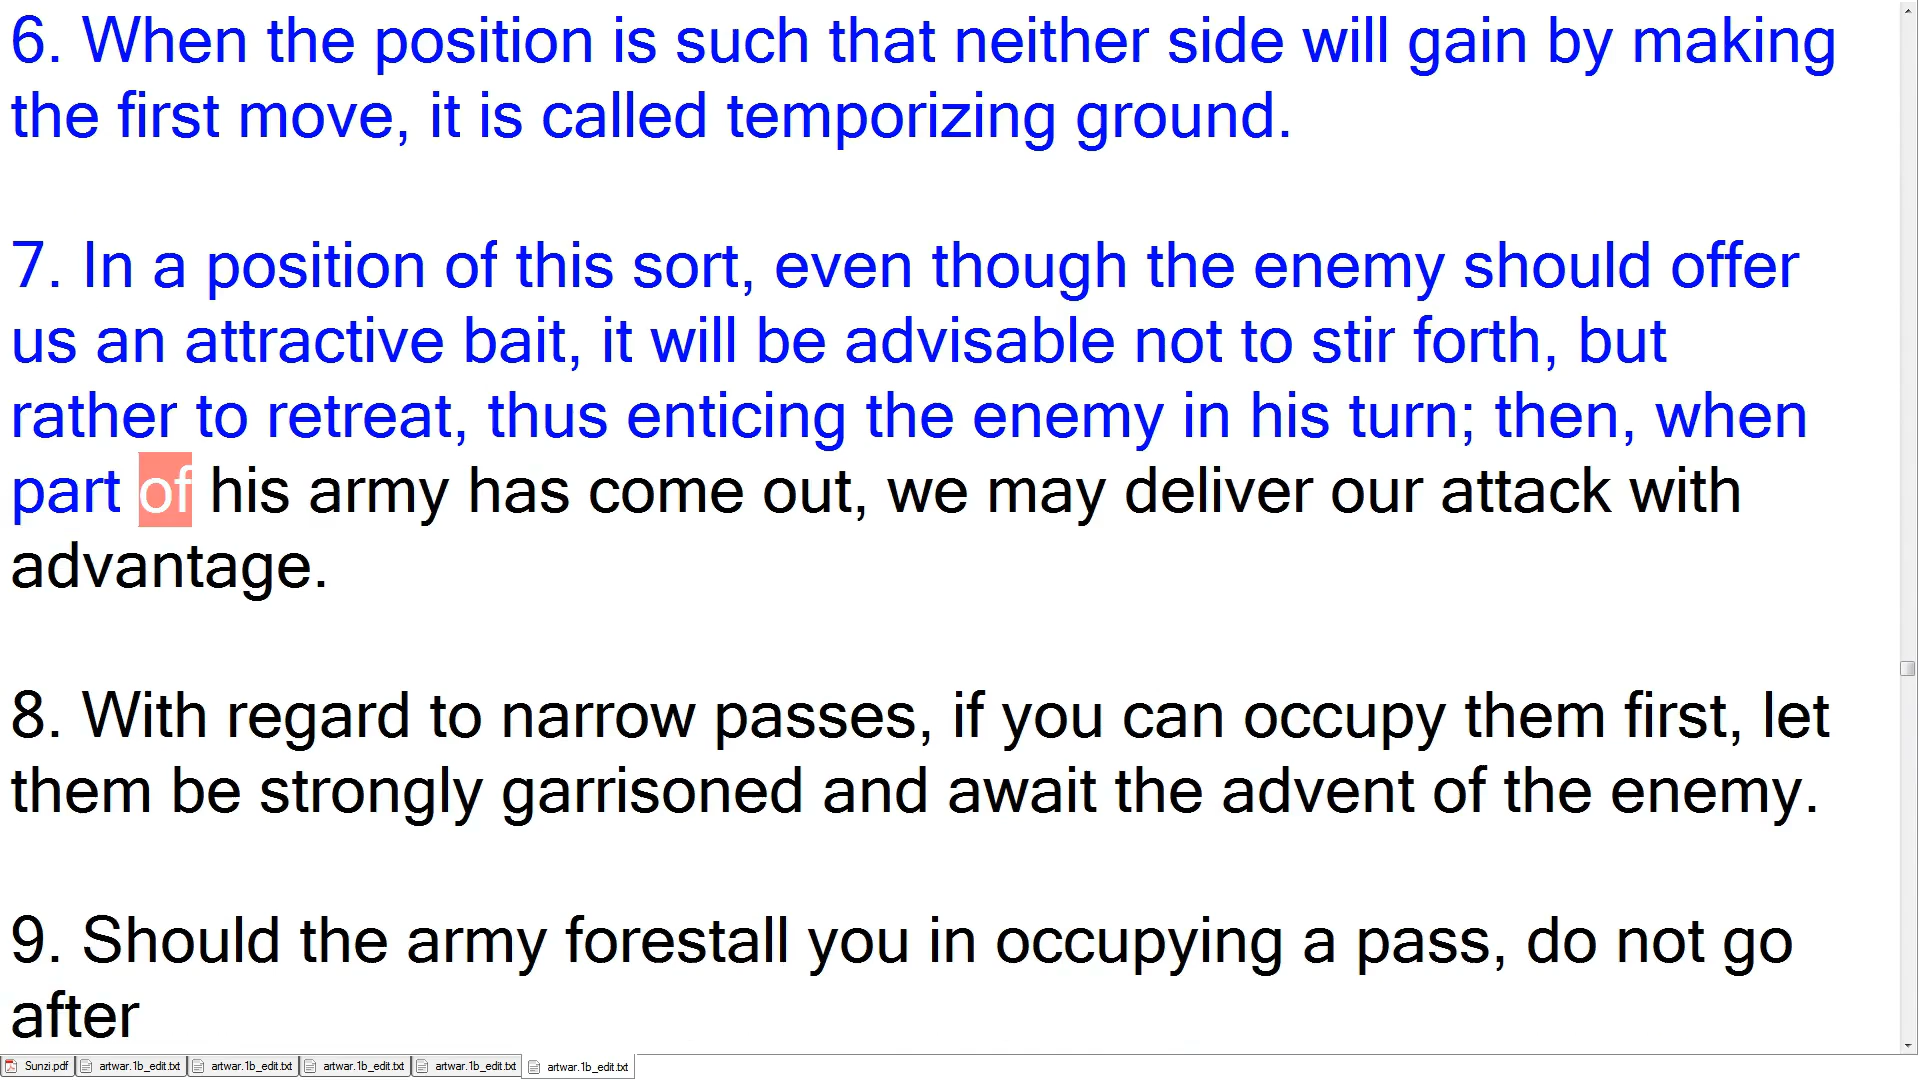 6. When the position is such that neither side will gain by making
the first move, it is called temporizing ground.
7. In a position of this sort, even though the enemy should offer
us an attractive bait, it will be advisable not to stir forth, but
rather to retreat, thus enticing the enemy in his turn; then, when
part of his army has come out, we may deliver our attack with
advantage.
8. With regard to narrow passes, if you can occupy them first, let
them be strongly garrisoned and await the advent of the enemy.
9. Should the army forestall you in occupying a pass, do not go
after
Sunzi.pdf artwar.1b_edit.txt artwar.1b_edit.txt artwar.1b_edit.txt artwar.1b_edit.txt artwar.1b_edit.txt